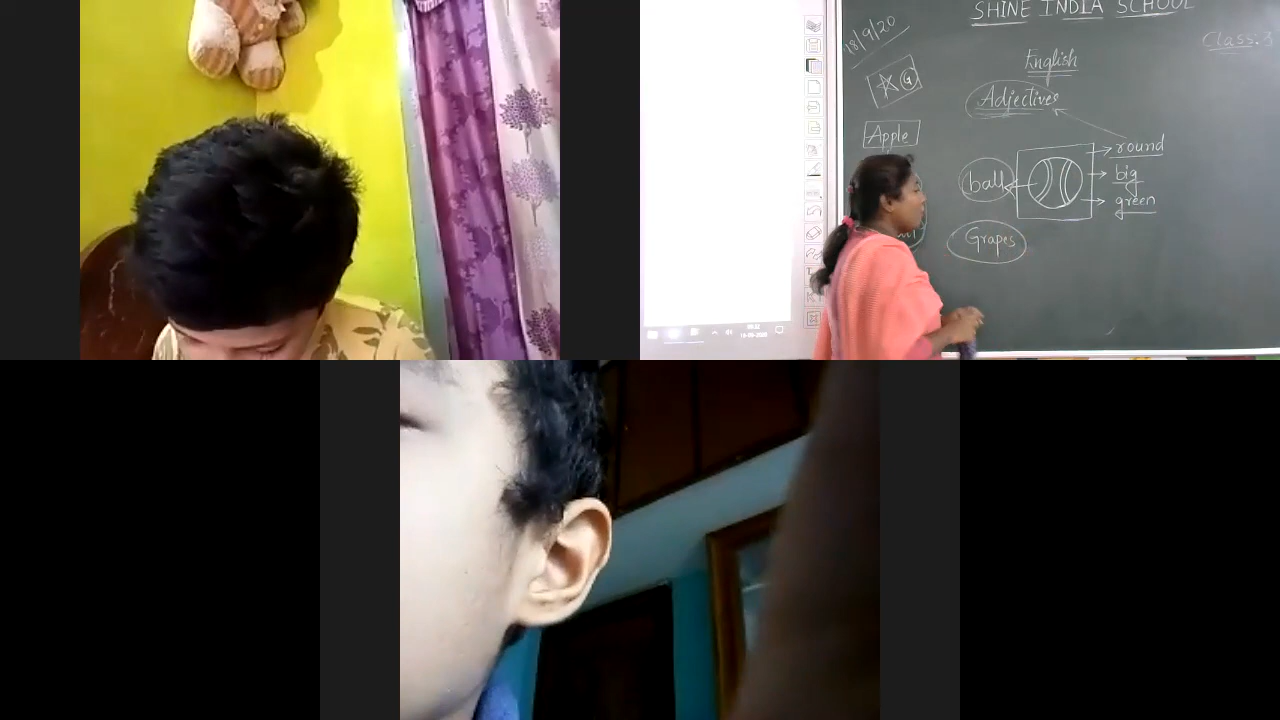 SHINE INDIA SCHOOL
18/9/20
Class. 3
English
G
Adjectives
Apple
round
ball
big
green
Grapes